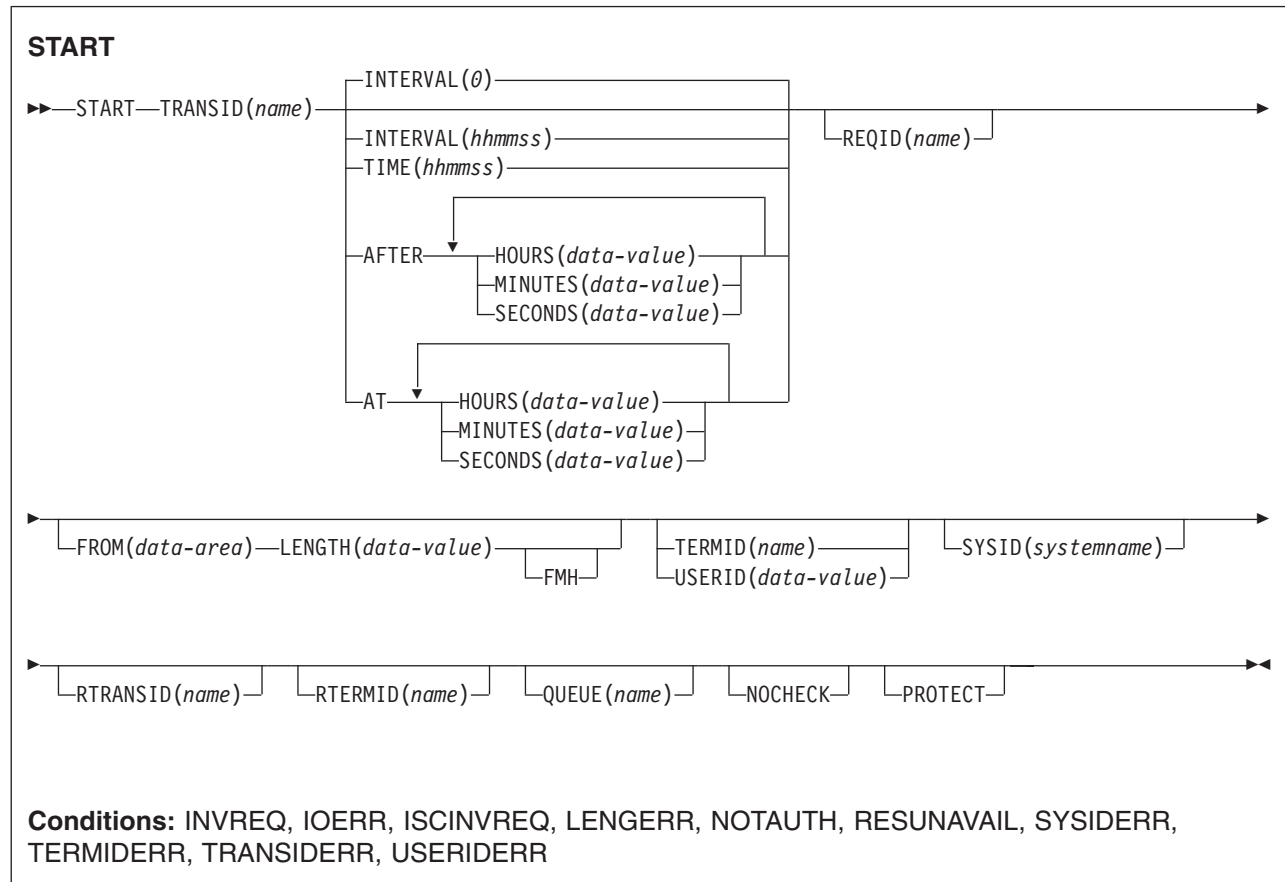 START
INTERVAL(0)
START TRANSID(name)
INTERVAL(hhmmss) REQID(name)
TIME(hhmmss)
AFTER HOURS(data-value)
MINUTES(data-value)
SECONDS(data-value)
AT HOURS(data-value)
MINUTES(data-value)
SECONDS(data-value)
FROM(data-area) LENGTH(data-value) TERMID(name) SYSID(systemname)
FMH USERID(data-value)
RTRANSID(name) RTERMID(name) QUEUE(name) NOCHECK PROTECT
Conditions: INVREQ, IOERR, ISCINVREQ, LENGERR, NOTAUTH, RESUNAVAIL, SYSIDERR,
TERMIDERR, TRANSIDERR, USERIDERR